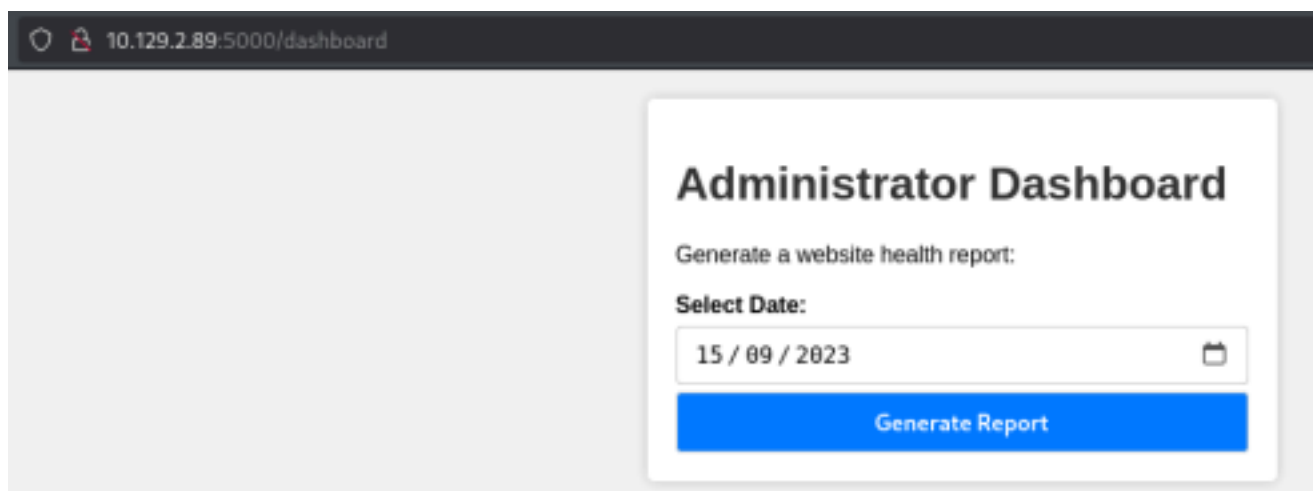 10.129.2.89:5000/dashboard
Administrator Dashboard
Generate a website health report:
Select Date:
15 / 09 / 2023
Generate Report